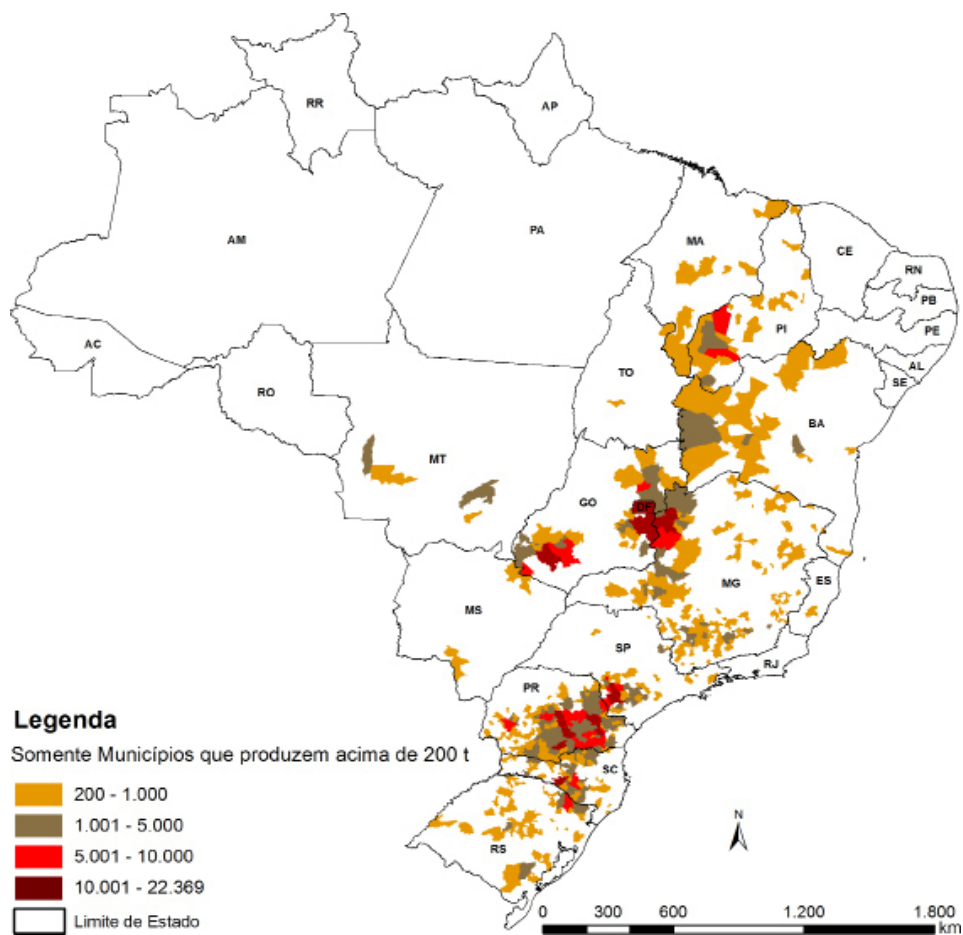 RR
AP
AM
PA
MA
CE
RN
PB
PI
PE
AC
AL
TO
SE
RO
BA
MT
GO
DF
MG
ES
MS
SP
RJ
PR
SC
RS
Legenda
Somente Municípios que produzem acima de 200 t
200 - 1.000
1.001 - 5.000
5.001 - 10.000
10.001 - 22.369
Limite de Estado
N
0 300 600 1.200 1.800
km